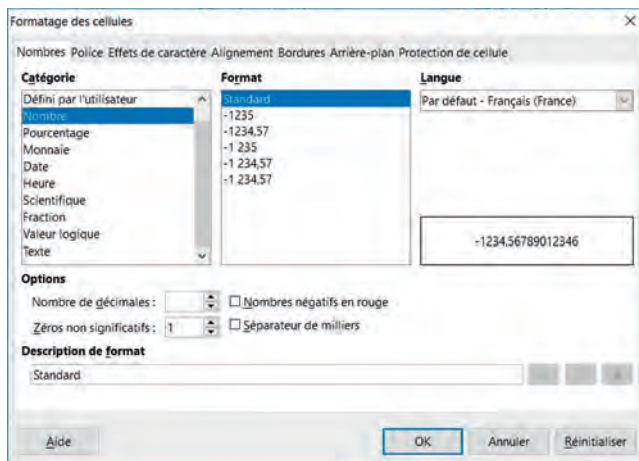 Formatage des cellules
Nombres Police Effets de caractère Alignement Bordures Arrière-plan Protection de cellule
Catégorie
Défini par l'utilisateur
Nombre
Pourcentage
Monnaie
Date
Heure
Scientifique
Fraction
Valeur logique
Texte
Format
Standard
-1235
-1234,57
-1 235
-1 234,57
-1 234,57
Langue
Par défaut - Français (France)
-1234,56789012346
Options
Nombre de décimales :
Nombres négatifs en rouge
Zéros non significatifs : 1
Séparateur de milliers
Description de format
Standard
Aide
OK
Annuler
Réinitialiser